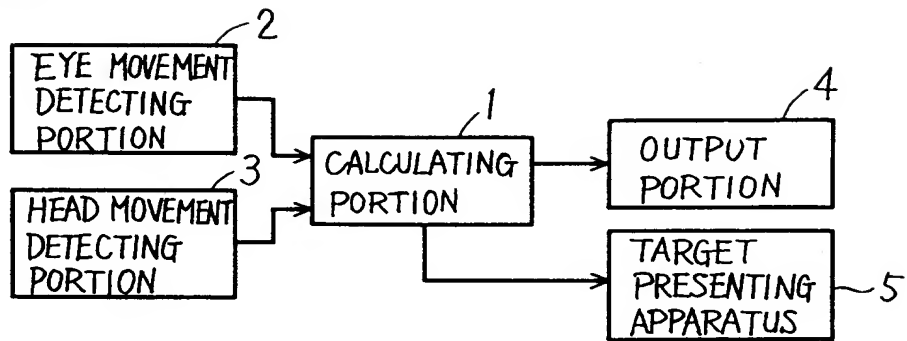 2
EYE MOVEMENT
DETECTING
PORTION
3
HEAD MOVEMENT
DETECTING
PORTION
1
CALCULATING
PORTION
4
OUTPUT
PORTION
TARGET
PRESENTING
APPARATUS
5